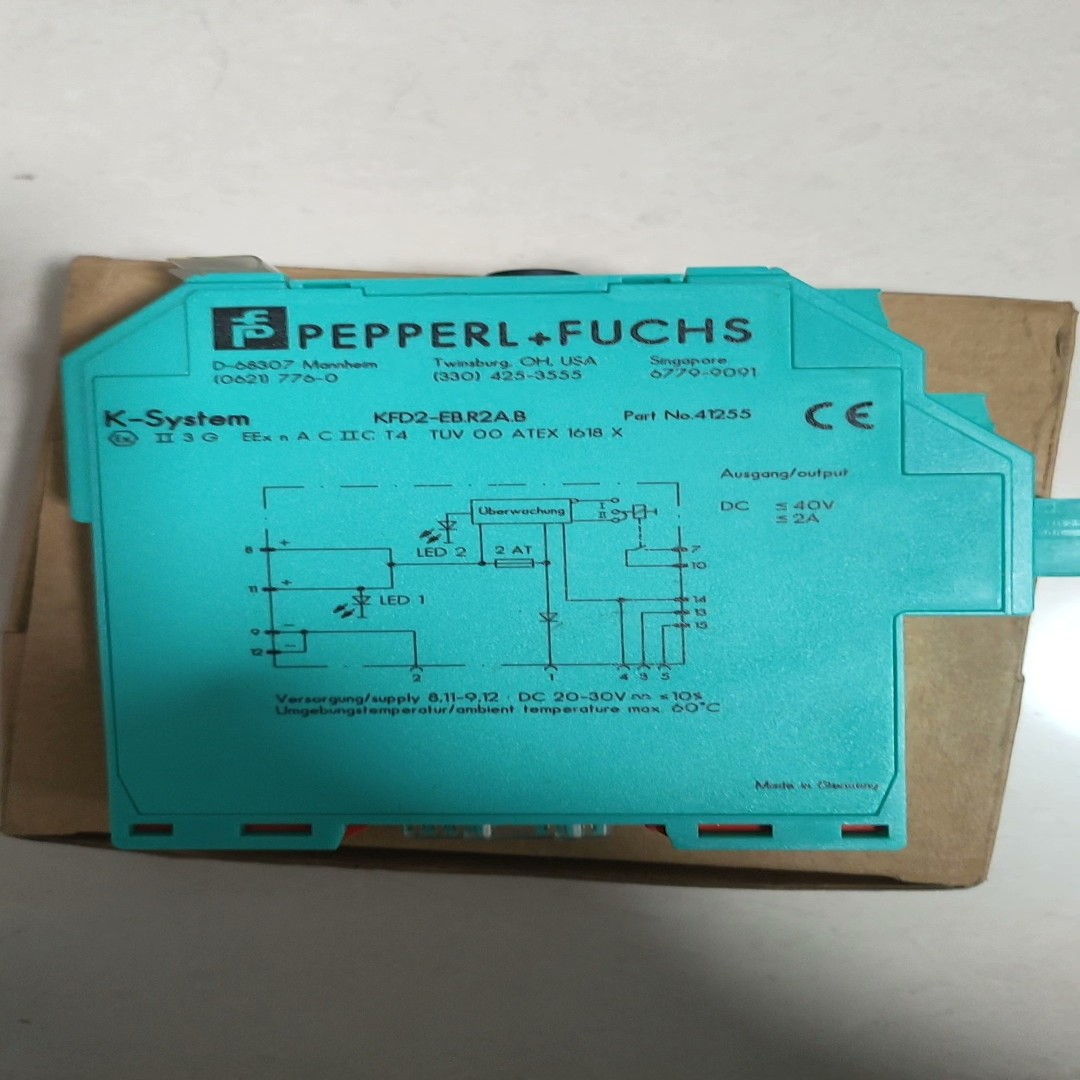 PEPPERL+FUCHS
D-68307 Mannheim Twinsburg, OH, USA Singapore
(0621) 776-0 (330) 425-3555 6779-9091
K-System KFD2-EB.R2A.B Part No.41255 CE
Ex II 3 G EEx n A C IIC T4 TUV 00 ATEX 1618 X
Ausgang/output
DC ≤ 40V
≤ 2A
Überwachung I
II
LED 2 2 AT
8 + 7
10
11 + LED 1 14
13
9 - 15
12 -
2 1 4 3 5
Versorgung/supply 8,11-9,12 : DC 20-30V ≤ 10%
Umgebungstemperatur/ambient temperature max. 60°C
Made in Germany